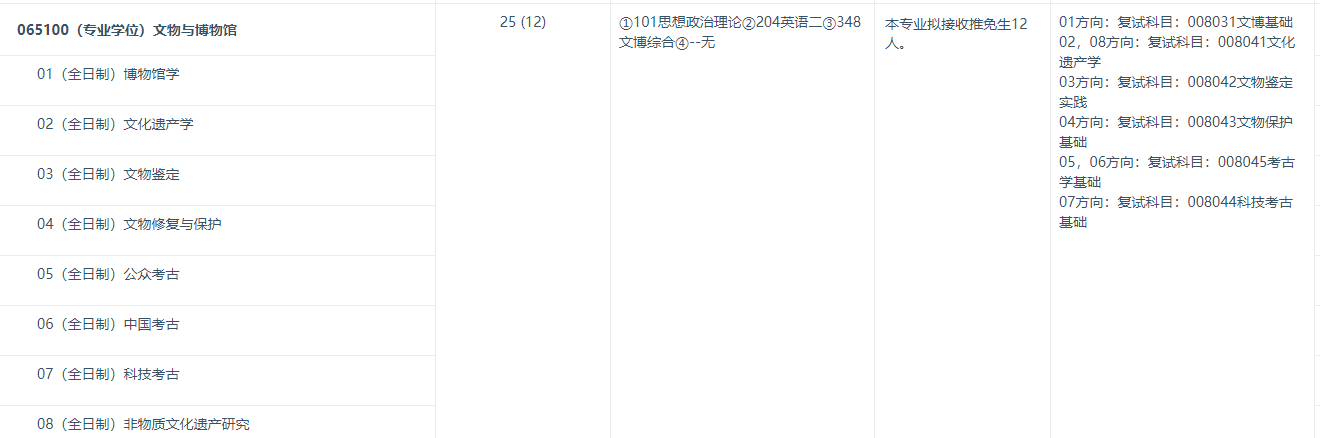 065100（专业学位）文物与博物馆
25 (12)
①101思想政治理论②204英语二③348
文博综合④--无
本专业拟接收推免生12
人。
01方向：复试科目：008031文博基础
02，08方向：复试科目：008041文化
遗产学
03方向：复试科目：008042文物鉴定
实践
04方向：复试科目：008043文物保护
基础
05，06方向：复试科目：008045考古
学基础
07方向：复试科目：008044科技考古
基础
01（全日制）博物馆学
02（全日制）文化遗产学
03（全日制）文物鉴定
04（全日制）文物修复与保护
05（全日制）公众考古
06（全日制）中国考古
07（全日制）科技考古
08（全日制）非物质文化遗产研究